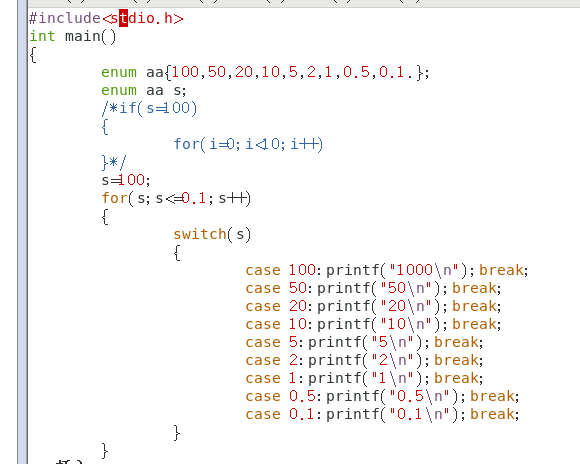 #include<stdio.h>
int main()
{
enum aa{100,50,20,10,5,2,1,0.5,0.1.};
enum aa s;
/*if(s=100)
{
for(i=0;i<10;i++)
}*/
s=100;
for(s;s<=0.1;s++)
{
switch(s)
{
case 100:printf("1000\n");break;
case 50:printf("50\n");break;
case 20:printf("20\n");break;
case 10:printf("10\n");break;
case 5:printf("5\n");break;
case 2:printf("2\n");break;
case 1:printf("1\n");break;
case 0.5:printf("0.5\n");break;
case 0.1:printf("0.1\n");break;
}
}